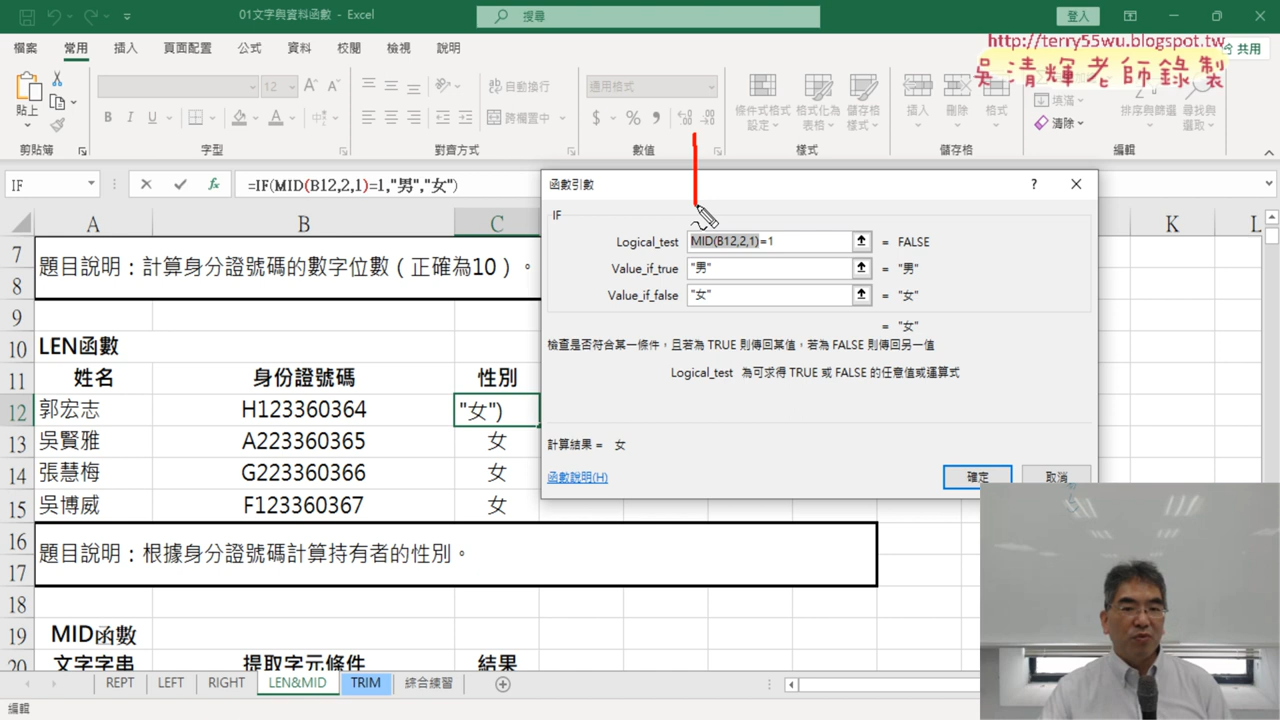 01文字與資料函數 - Excel
搜尋
登入
http://terry55wu.blogspot.tw
吳清輝老師錄製
檔案 常用 插入 頁面配置 公式 資料 校閱 檢視 說明
共用
貼上
12
自動換行
跨欄置中
通用格式
條件式格式設定
格式化為表格
儲存格樣式
插入 刪除 格式
填滿
清除
排序與篩選
尋找與選取
剪貼簿 字型 對齊方式 數值 樣式 儲存格 編輯
IF
=IF(MID(B12,2,1)=1,"男","女")
函數引數
IF
Logical_test MID(B12,2,1)=1 = FALSE
Value_if_true "男" = "男"
Value_if_false "女" = "女"
= "女"
檢查是否符合某一條件，且若為 TRUE 則傳回某值，若為 FALSE 則傳回另一值
Logical_test 為可求得 TRUE 或 FALSE 的任意值或運算式
計算結果 = 女
函數說明(H)
確定 取消
A B C K L
7
題目說明：計算身分證號碼的數字位數（正確為10）。
8
9
10 LEN函數
11 姓名 身份證號碼 性別
12 郭宏志 H123360364 "女")
13 吳賢雅 A223360365 女
14 張慧梅 G223360366 女
15 吳博威 F123360367 女
16
題目說明：根據身分證號碼計算持有者的性別。
17
18
19 MID函數
20 文字字串 提取字元條件 結果
REPT LEFT RIGHT LEN&MID TRIM 綜合練習
編輯